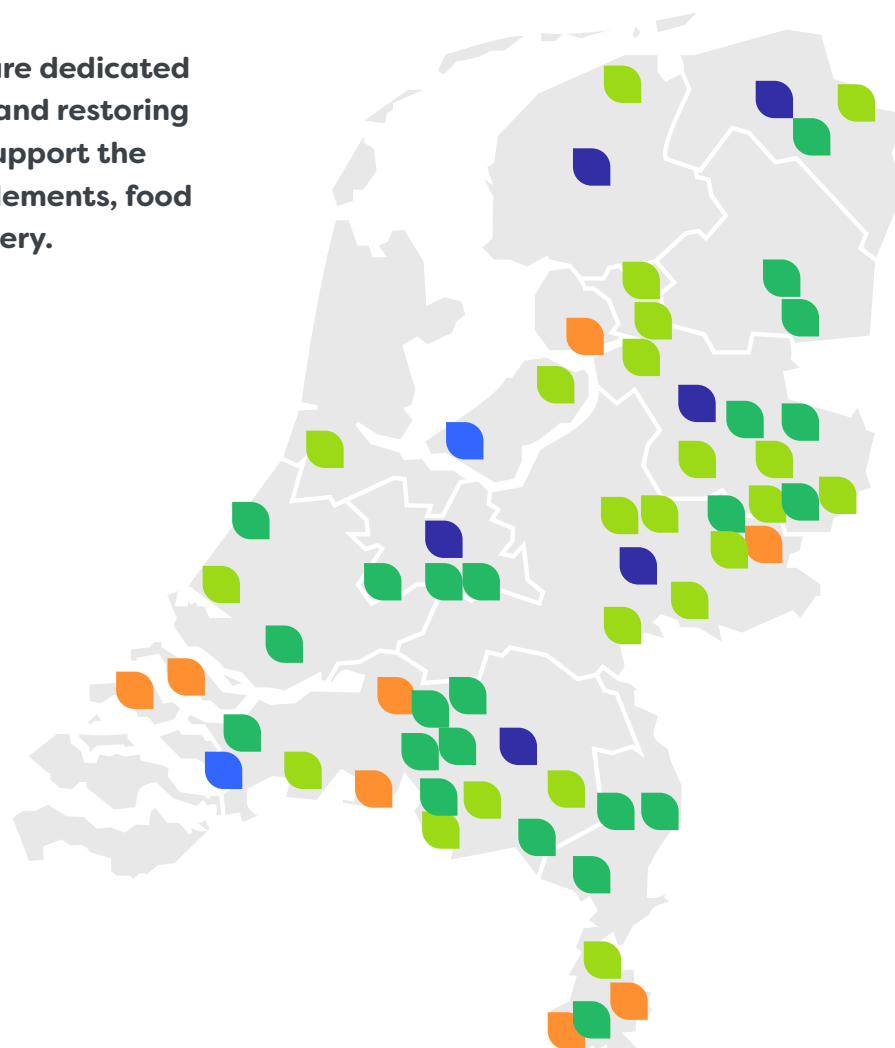 are dedicated
and restoring
upport the
lements, food
ery.